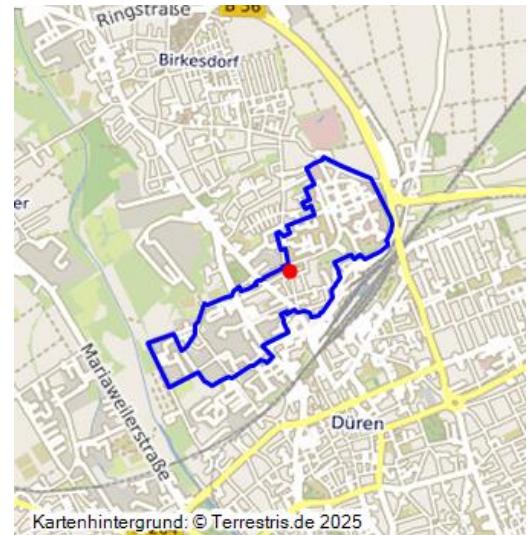 Ringstraße
B 56
Birkesdorf
er
Mariaweilerstraße
Düren
Kartenhintergrund: © Terrestris.de 2025